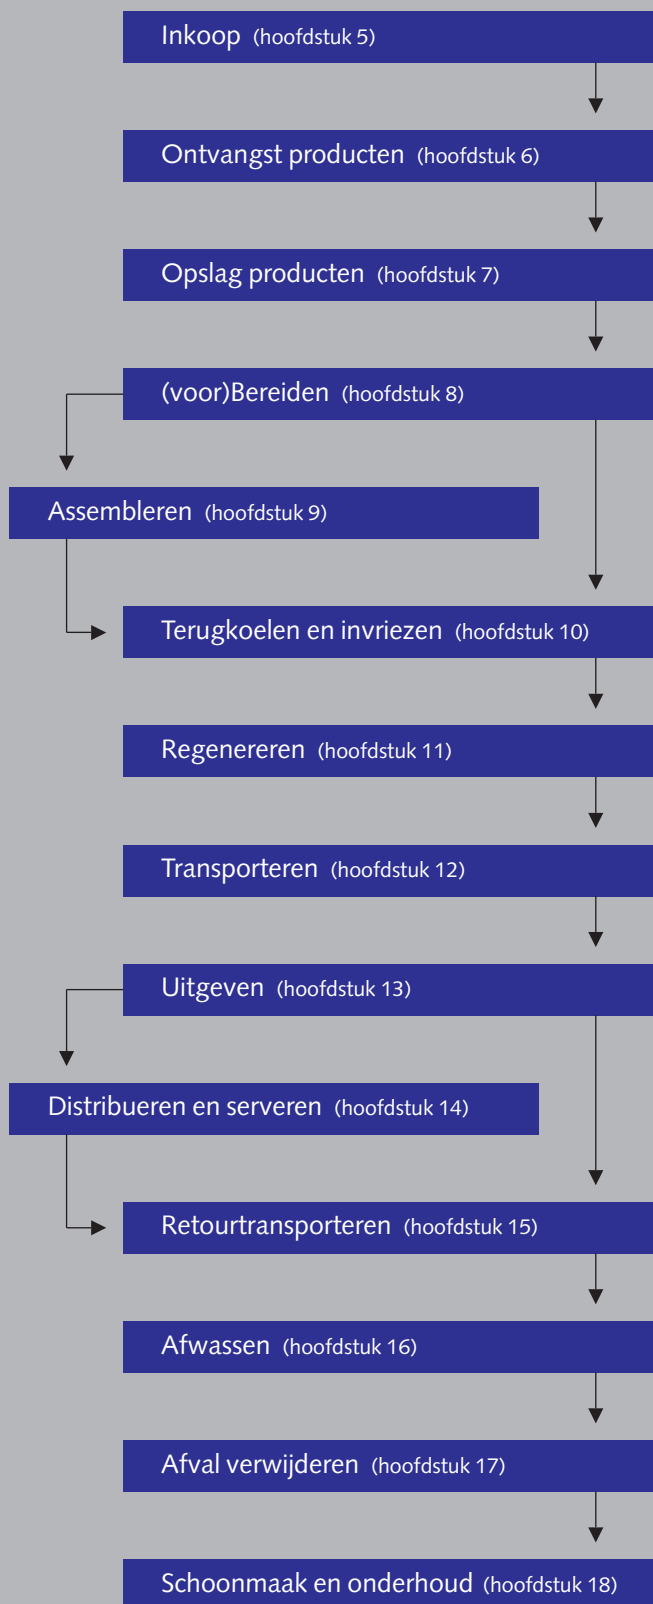 Inkoop (hoofdstuk 5)
Ontvangst producten (hoofdstuk 6)
Opslag producten (hoofdstuk 7)
(voor)Bereiden (hoofdstuk 8)
Assembleren (hoofdstuk 9)
Terugkoelen en invriezen (hoofdstuk 10)
Regenereren (hoofdstuk 11)
Transporteren (hoofdstuk 12)
Uitgeven (hoofdstuk 13)
Distribueren en serveren (hoofdstuk 14)
Retourtransporteren (hoofdstuk 15)
Afwassen (hoofdstuk 16)
Afval verwijderen (hoofdstuk 17)
Schoonmaak en onderhoud (hoofdstuk 18)